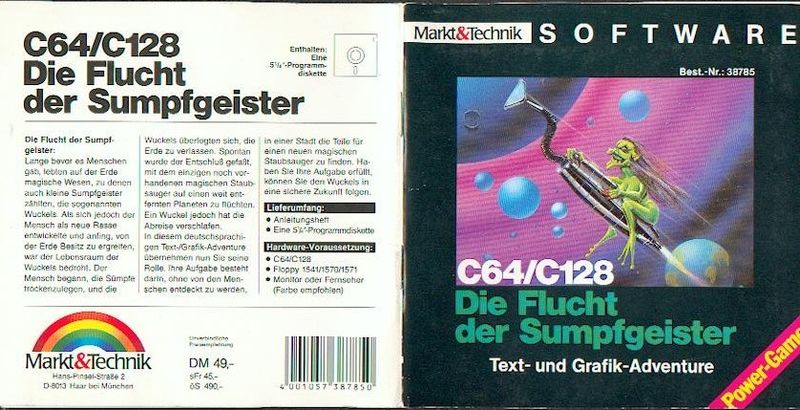 C64/C128
Die Flucht
der Sumpfgeister
Enthalten:
Eine
5¼"-Programm-
diskette
Die Flucht der Sumpf-
geister:
Lange bevor es Menschen
gab, lebten auf der Erde
magische Wesen, zu denen
auch kleine Sumpfgeister
zählten, die sogenannten
Wuckels. Als sich jedoch der
Mensch als neue Rasse
entwickelte und anfing, von
der Erde Besitz zu ergreifen,
war der Lebensraum der
Wuckels bedroht. Der
Mensch begann, die Sümpfe
trockenzulegen, und die
Wuckels überlegten sich, die
Erde zu verlassen. Spontan
wurde der Entschluß gefaßt,
mit dem einzigen noch vor-
handenen magischen Staub-
sauger auf einen weit ent-
fernten Planeten zu flüchten.
Ein Wuckel jedoch hat die
Abreise verschlafen.
In diesem deutschsprachi-
gen Text-/Grafik-Adventure
übernehmen nun Sie seine
Rolle. Ihre Aufgabe besteht
darin, ohne von den Men-
schen entdeckt zu werden,
in einer Stadt die Teile für
einen neuen magischen
Staubsauger zu finden. Ha-
ben Sie Ihre Aufgabe erfüllt,
können Sie den Wuckels in
eine sichere Zukunft folgen.
Lieferumfang:
● Anleitungsheft
● Eine 5¼"-Programmdiskette
Hardware-Voraussetzung:
● C64/C128
● Floppy 1541/1570/1571
● Monitor oder Fernseher
(Farbe empfohlen)
Markt&Technik
Hans-Pinsel-Straße 2
D-8013 Haar bei München
Unverbindliche
Preisempfehlung
DM 49,-
sFr 45,-
öS 490,-
4 001057 387850
Markt&Technik SOFTWARE
Best.-Nr.: 38785
C64/C128
Die Flucht
der Sumpfgeister
Text- und Grafik-Adventure
Power-Game